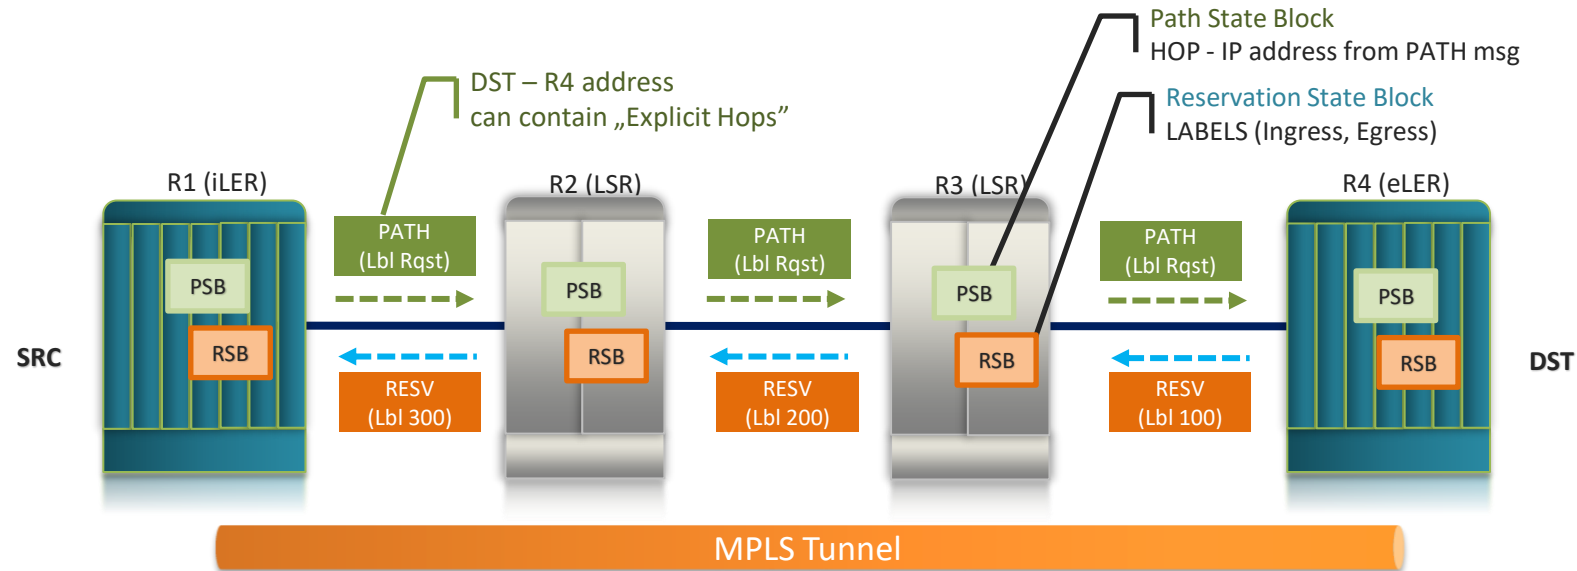 Path State Block
HOP - IP address from PATH msg
DST – R4 address
can contain „Explicit Hops”
Reservation State Block
LABELS (Ingress, Egress)
R1 (iLER)
R2 (LSR)
R3 (LSR)
R4 (eLER)
PATH
(Lbl Rqst)
PATH
(Lbl Rqst)
PATH
(Lbl Rqst)
PSB
PSB
PSB
PSB
RSB
RSB
RSB
RSB
SRC
DST
RESV
(Lbl 300)
RESV
(Lbl 200)
RESV
(Lbl 100)
MPLS Tunnel